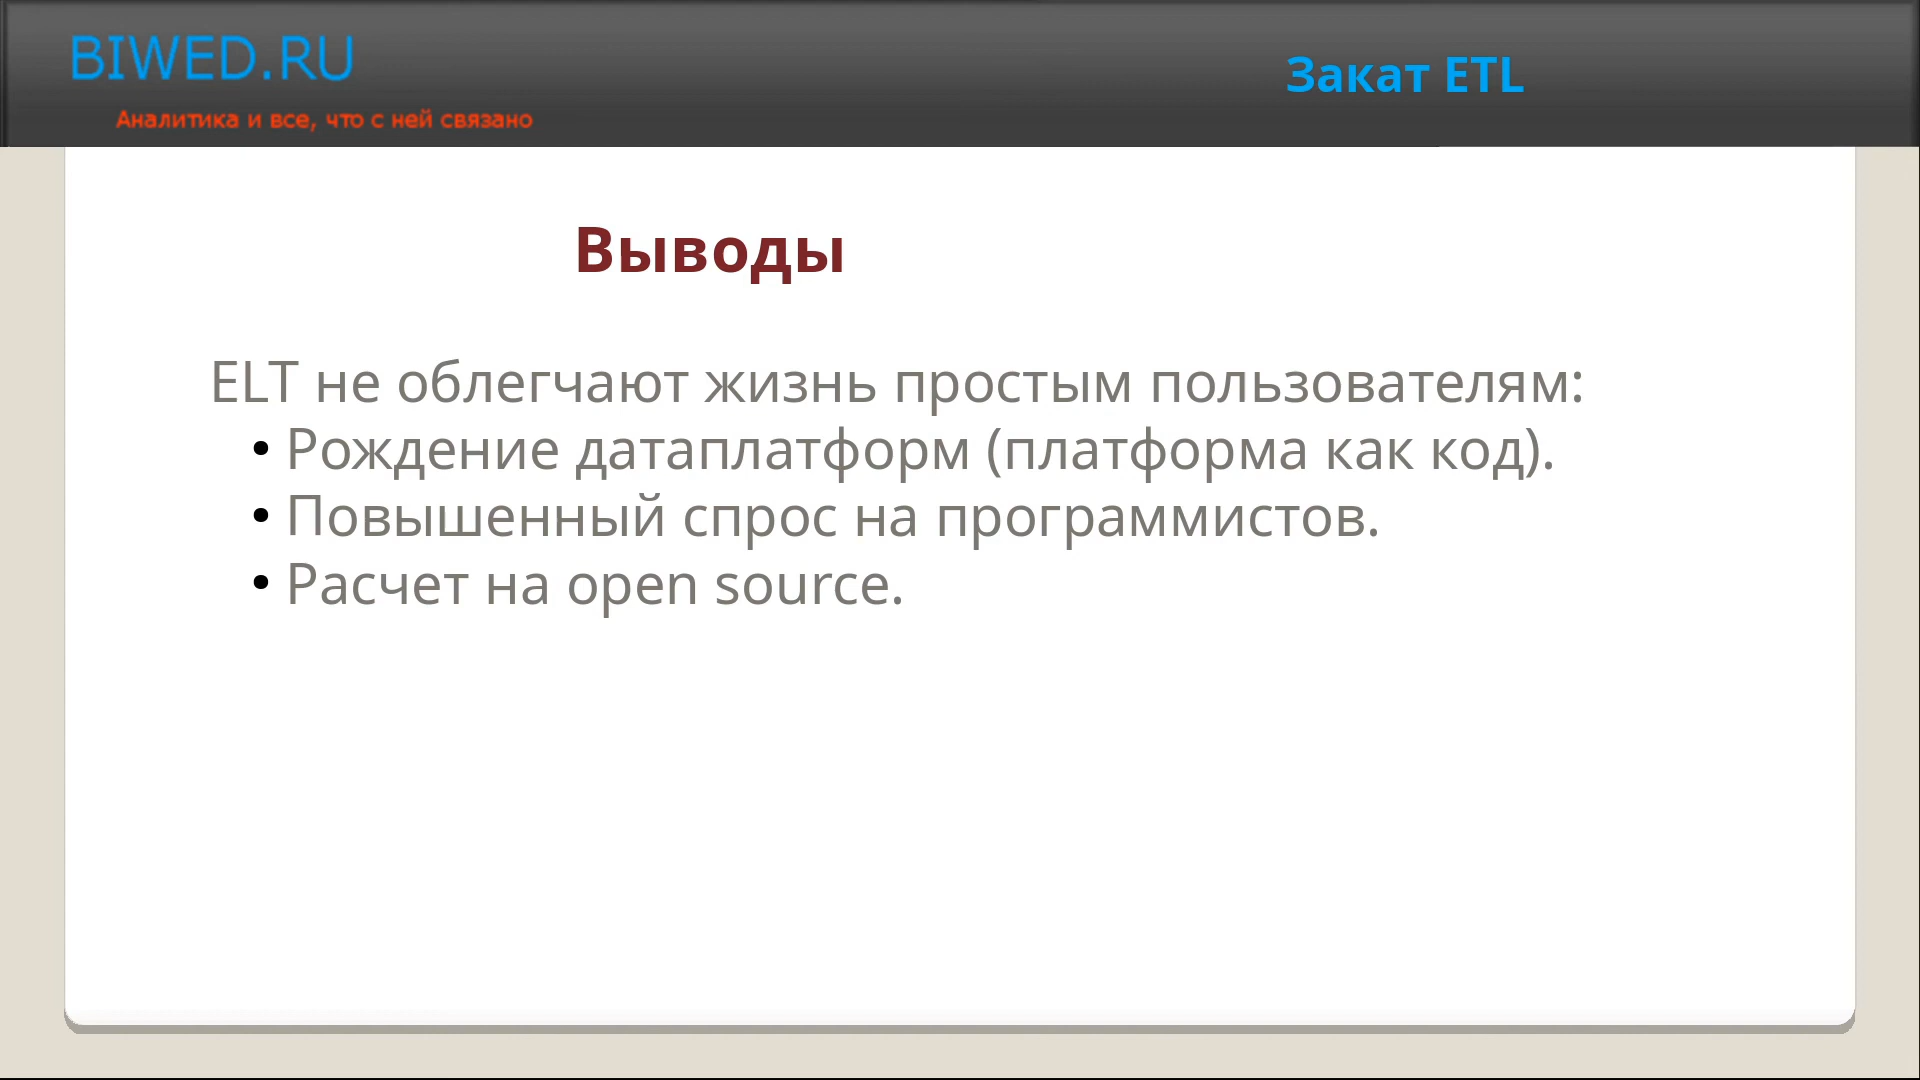 BIWED.RU
Аналитика и все, что с ней связано
Закат ETL
Выводы
ELT не облегчают жизнь простым пользователям:
• Рождение датаплатформ (платформа как код).
• Повышенный спрос на программистов.
• Расчет на open source.